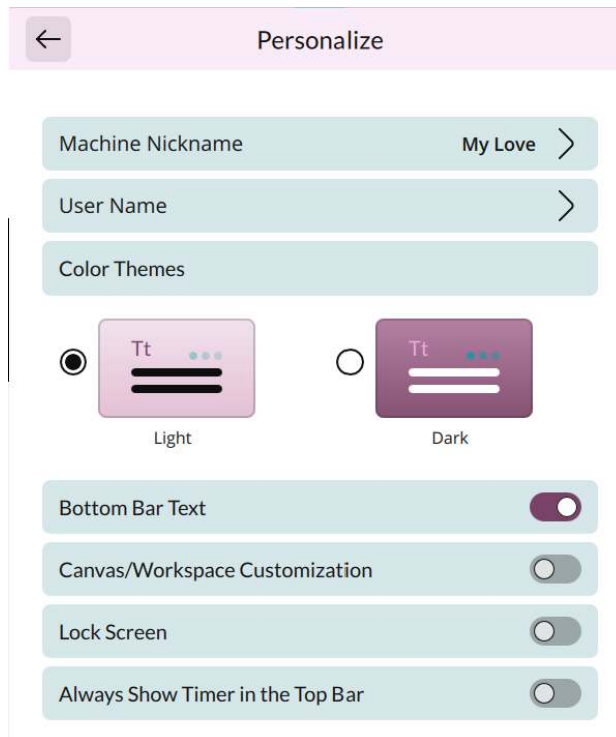 Personalize
Machine Nickname My Love
User Name
Color Themes
Tt Tt
Light Dark
Bottom Bar Text
Canvas/Workspace Customization
Lock Screen
Always Show Timer in the Top Bar